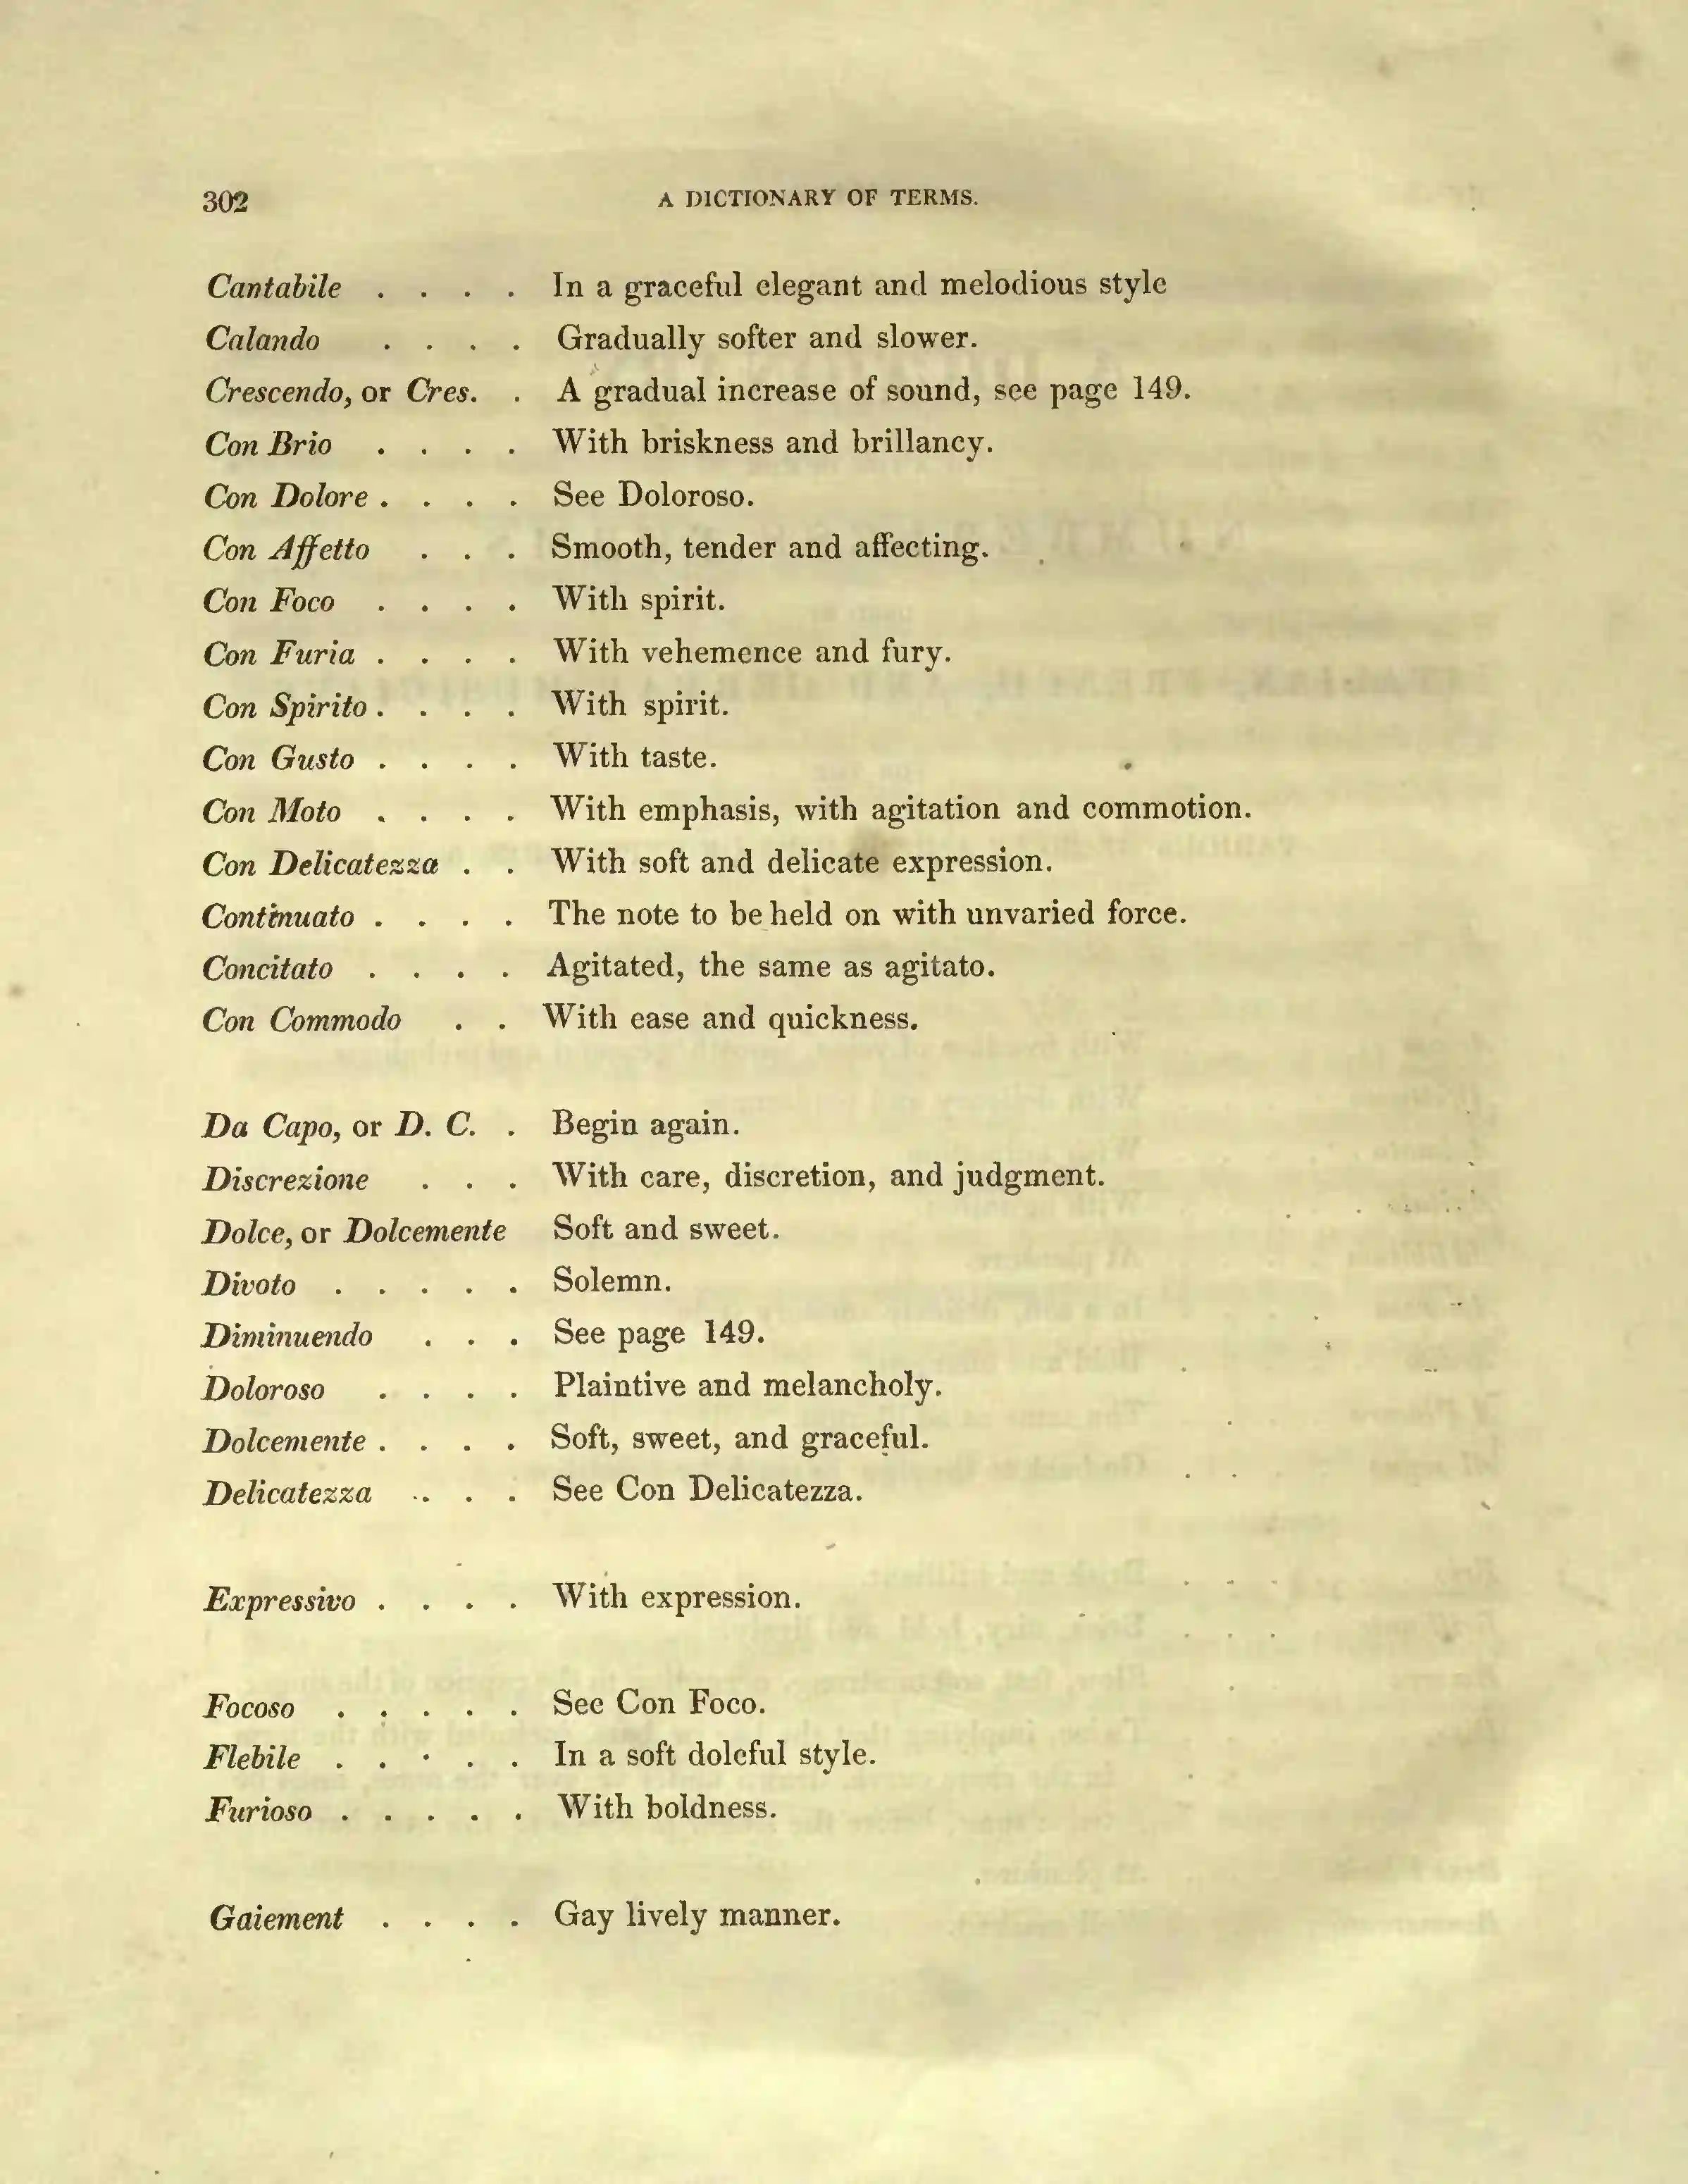 302 A DICTIONARY OF TERMS.
Cantabile . . . . In a graceful elegant and melodious style
Calando . . . . Gradually softer and slower.
Crescendo, or Cres. . A gradual increase of sound, see page 149.
Con Brio . . . . With briskness and brillancy.
Con Dolore . . . . See Doloroso.
Con Affetto . . . Smooth, tender and affecting.
Con Foco . . . . With spirit.
Con Furia . . . . With vehemence and fury.
Con Spirito . . . . With spirit.
Con Gusto . . . . With taste.
Con Moto . . . . With emphasis, with agitation and commotion.
Con Delicatezza . . With soft and delicate expression.
Continuato . . . . The note to be held on with unvaried force.
Concitato . . . . Agitated, the same as agitato.
Con Commodo . . With ease and quickness.
Da Capo, or D. C. . Begin again.
Discrezione . . . With care, discretion, and judgment.
Dolce, or Dolcemente Soft and sweet.
Divoto . . . . . Solemn.
Diminuendo . . . See page 149.
Doloroso . . . . Plaintive and melancholy.
Dolcemente . . . . Soft, sweet, and graceful.
Delicatezza . . . See Con Delicatezza.
Expressivo . . . . With expression.
Focoso . . . . . See Con Foco.
Flebile . . . . . In a soft doleful style.
Furioso . . . . . With boldness.
Gaiement . . . . Gay lively manner.